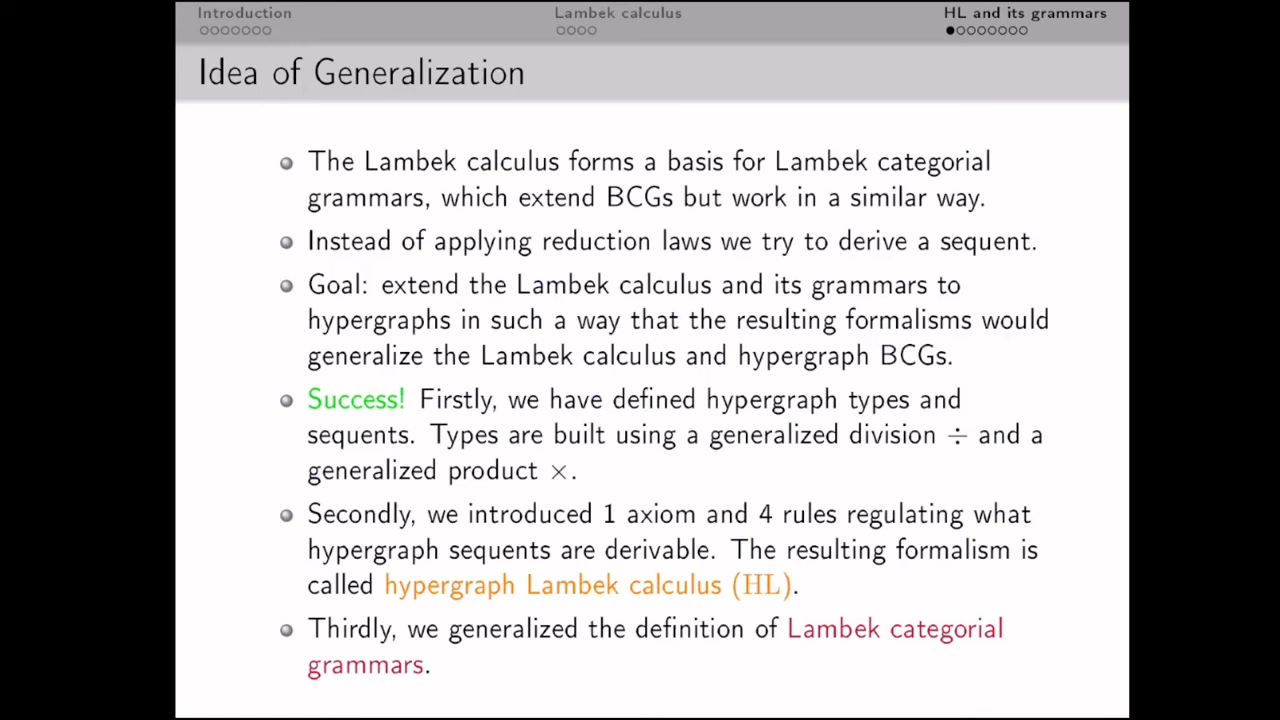 Introduction
Lambek calculus
HL and its grammars
Idea of Generalization
The Lambek calculus forms a basis for Lambek categorial
grammars, which extend BCGs but work in a similar way.
Instead of applying reduction laws we try to derive a sequent.
Goal: extend the Lambek calculus and its grammars to
hypergraphs in such a way that the resulting formalisms would
generalize the Lambek calculus and hypergraph BCGs.
Success! Firstly, we have defined hypergraph types and
sequents. Types are built using a generalized division ÷ and a
generalized product ×.
Secondly, we introduced 1 axiom and 4 rules regulating what
hypergraph sequents are derivable. The resulting formalism is
called hypergraph Lambek calculus (HL).
Thirdly, we generalized the definition of Lambek categorial
grammars.